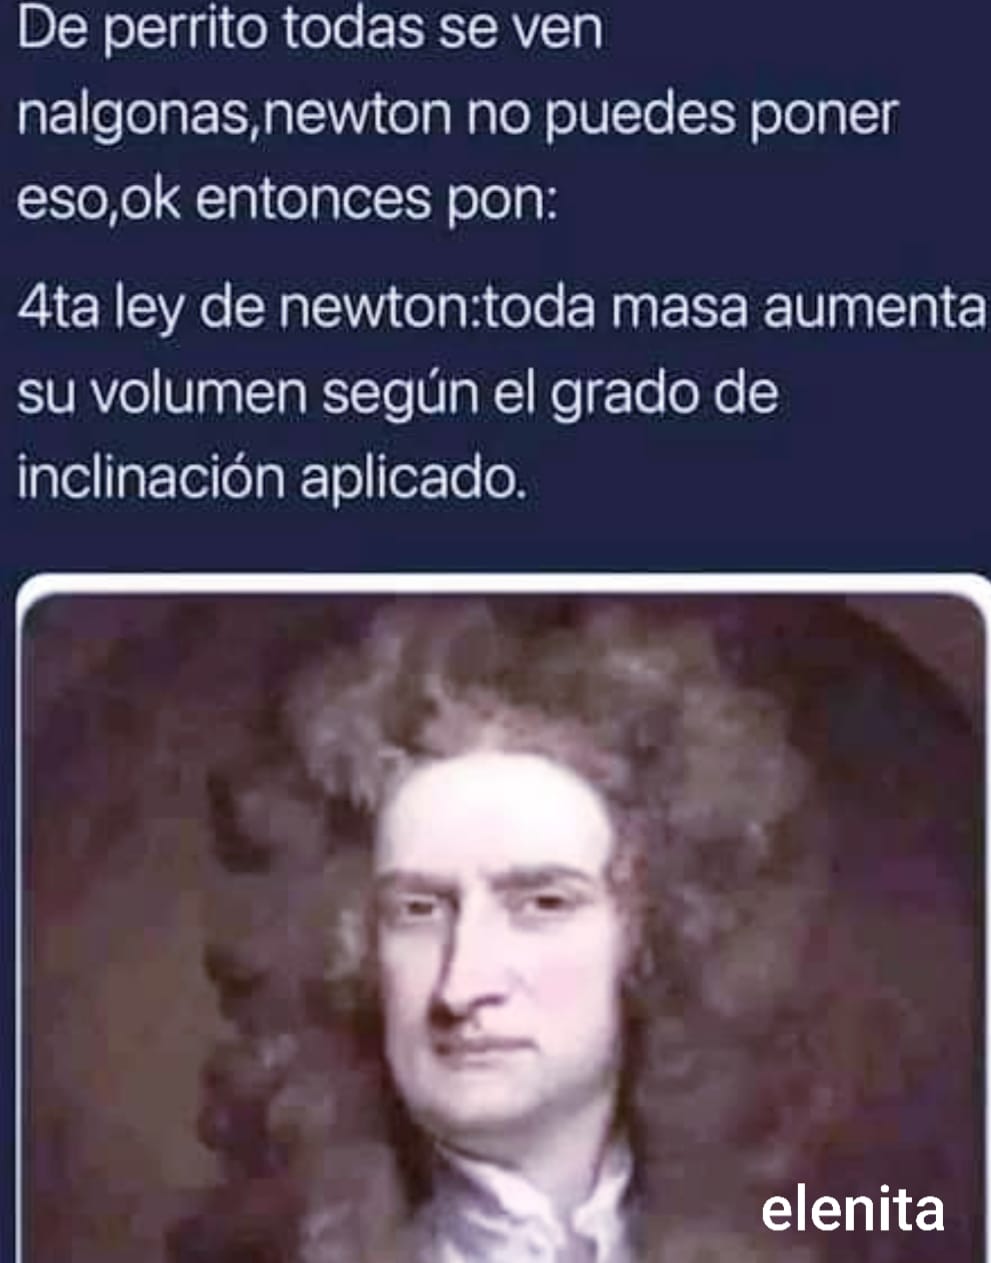 De perrito todas se ven
nalgonas,newton no puedes poner
eso,ok entonces pon:
4ta ley de newton:toda masa aumenta
su volumen según el grado de
inclinación aplicado.
elenita